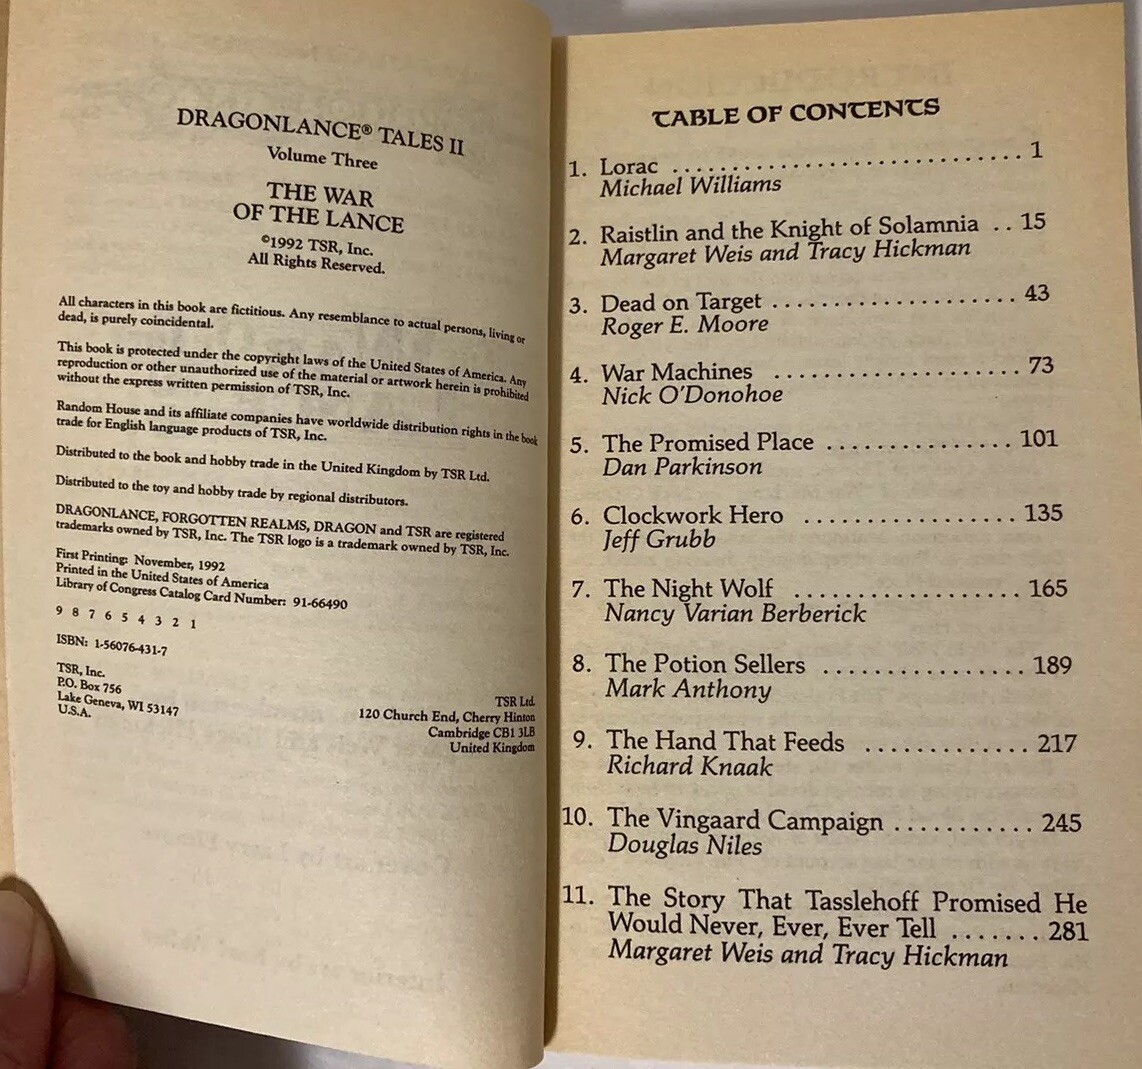 DRAGONLANCE® TALES II
Volume Three
THE WAR
OF THE LANCE
©1992 TSR, Inc.
All Rights Reserved.
All characters in this book are fictitious. Any resemblance to actual persons, living or
dead, is purely coincidental.
This book is protected under the copyright laws of the United States of America. Any
reproduction or other unauthorized use of the material or artwork herein is prohibited
without the express written permission of TSR, Inc.
Random House and its affiliate companies have worldwide distribution rights in the book
trade for English language products of TSR, Inc.
Distributed to the book and hobby trade in the United Kingdom by TSR Ltd.
Distributed to the toy and hobby trade by regional distributors.
DRAGONLANCE, FORGOTTEN REALMS, DRAGON and TSR are registered
trademarks owned by TSR, Inc. The TSR logo is a trademark owned by TSR, Inc.
First Printing: November, 1992
Printed in the United States of America
Library of Congress Catalog Card Number: 91-66490
9 8 7 6 5 4 3 2 1
ISBN: 1-56076-431-7
TSR, Inc.
P.O. Box 756
Lake Geneva, WI 53147
U.S.A.
TSR Ltd.
120 Church End, Cherry Hinton
Cambridge CB1 3LB
United Kingdom
TABLE OF CONTENTS
1. Lorac .............................. 1
Michael Williams
2. Raistlin and the Knight of Solamnia .. 15
Margaret Weis and Tracy Hickman
3. Dead on Target ..................... 43
Roger E. Moore
4. War Machines ..................... 73
Nick O'Donohoe
5. The Promised Place ................ 101
Dan Parkinson
6. Clockwork Hero .................. 135
Jeff Grubb
7. The Night Wolf ................... 165
Nancy Varian Berberick
8. The Potion Sellers ................. 189
Mark Anthony
9. The Hand That Feeds ............. 217
Richard Knaak
10. The Vingaard Campaign ........... 245
Douglas Niles
11. The Story That Tasslehoff Promised He
Would Never, Ever, Ever Tell ....... 281
Margaret Weis and Tracy Hickman